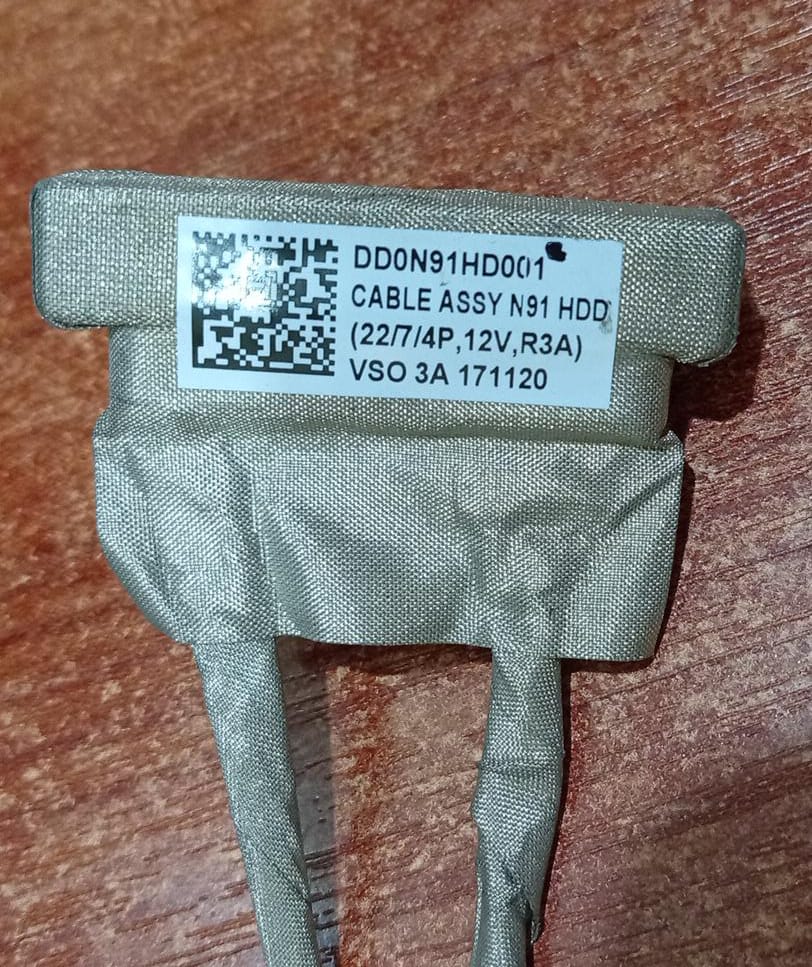 DD0N91HD001
CABLE ASSY N91 HDD
(22/7/4P,12V,R3A)
VSO 3A 171120